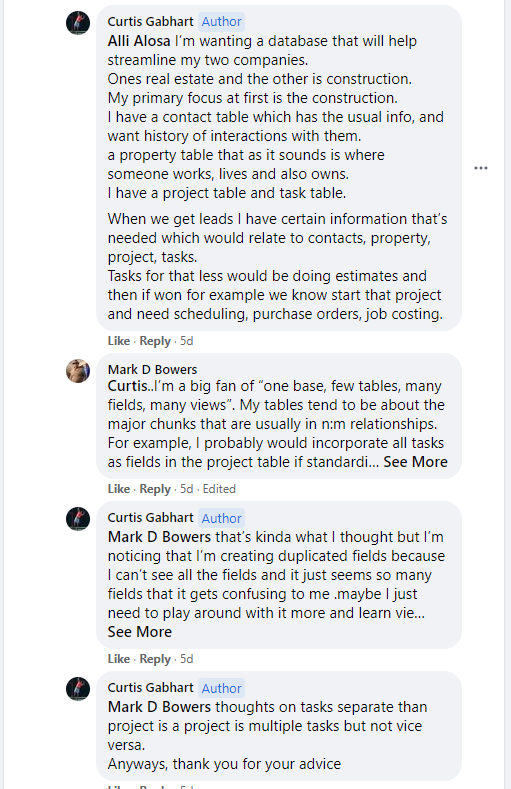 Curtis Gabhart Author
Alli Alosa I'm wanting a database that will help
streamline my two companies.
Ones real estate and the other is construction.
My primary focus at first is the construction.
I have a contact table which has the usual info, and
want history of interactions with them.
a property table that as it sounds is where
someone works, lives and also owns.
I have a project table and task table.
When we get leads I have certain information that's
needed which would relate to contacts, property,
project, tasks.
Tasks for that less would be doing estimates and
then if won for example we know start that project
and need scheduling, purchase orders, job costing.
Like · Reply · 5d
Mark D Bowers
Curtis..I'm a big fan of "one base, few tables, many
fields, many views". My tables tend to be about the
major chunks that are usually in n:m relationships.
For example, I probably would incorporate all tasks
as fields in the project table if standardi... See More
Like · Reply · 5d · Edited
Curtis Gabhart Author
Mark D Bowers that's kinda what I thought but I'm
noticing that I'm creating duplicated fields because
I can't see all the fields and it just seems so many
fields that it gets confusing to me .maybe I just
need to play around with it more and learn vie...
See More
Like · Reply · 5d
Curtis Gabhart Author
Mark D Bowers thoughts on tasks separate than
project is a project is multiple tasks but not vice
versa.
Anyways, thank you for your advice